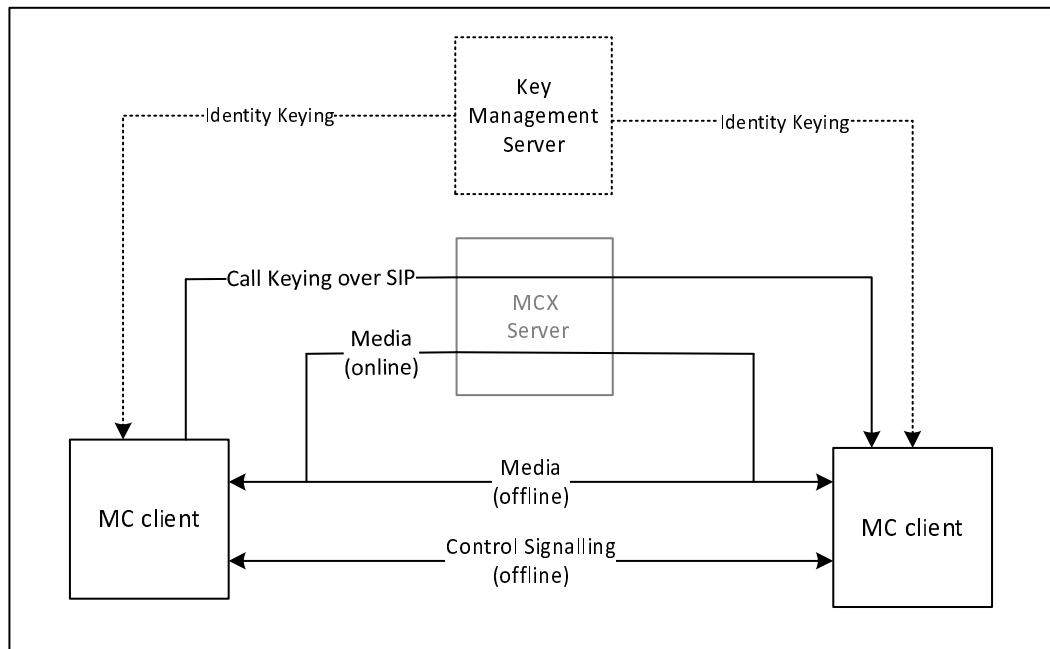 Key
Management
Server
Identity Keying
Identity Keying
Call Keying over SIP
MCX
Server
Media
(online)
Media
(offline)
MC client
MC client
Control Signalling
(offline)